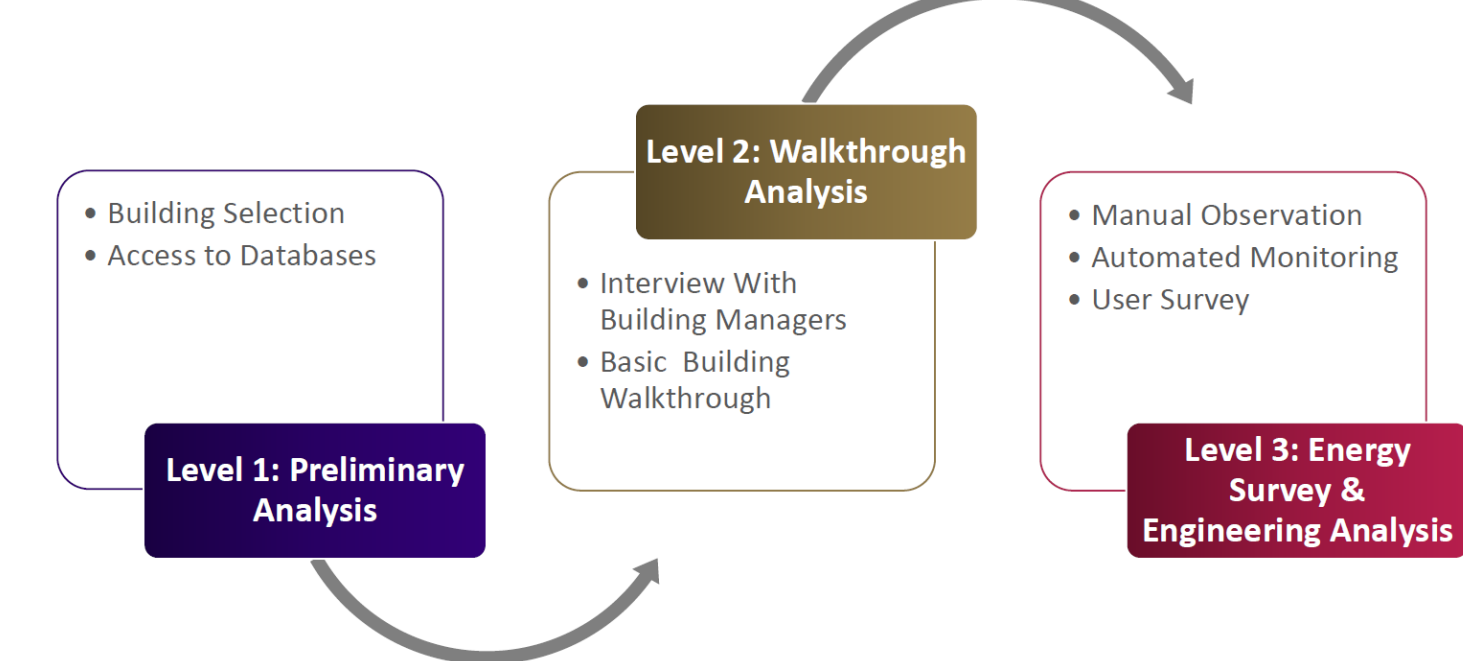 • Building Selection
• Access to Databases
Level 1: Preliminary
Analysis
Level 2: Walkthrough
Analysis
• Interview With
Building Managers
• Basic  Building
Walkthrough
• Manual Observation
• Automated Monitoring
• User Survey
Level 3: Energy
Survey &
Engineering Analysis